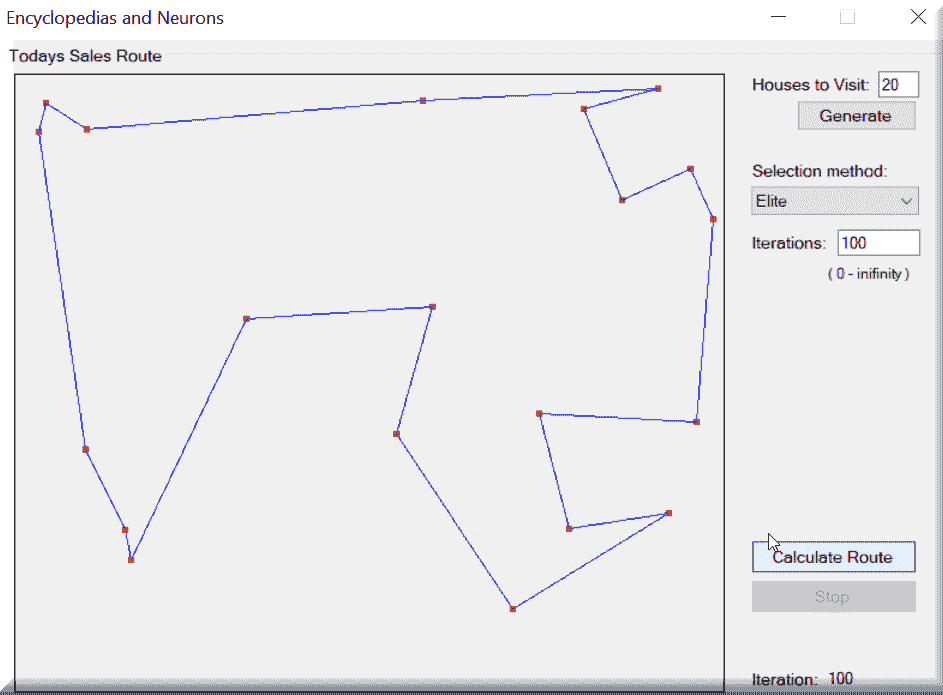 Encyclopedias and Neurons
Todays Sales Route
Houses to Visit: 20
Generate
Selection method:
Elite
Iterations: 100
( 0 - inifinity )
Calculate Route
Stop
Iteration: 100